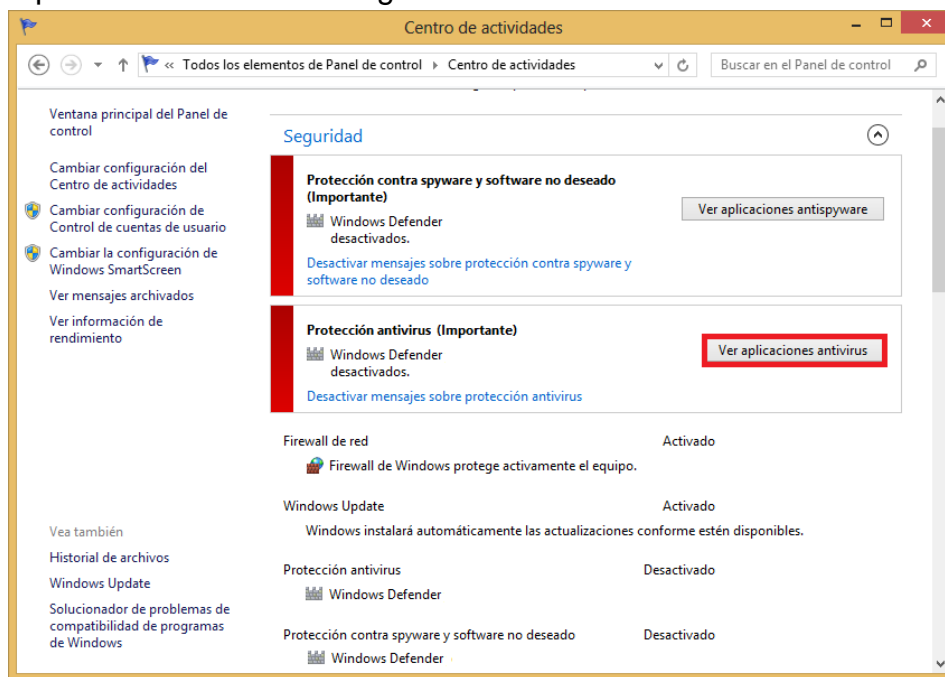 Centro de actividades
« Todos los elementos de Panel de control ▸ Centro de actividades
Buscar en el Panel de control
Ventana principal del Panel de
control
Cambiar configuración del
Centro de actividades
Cambiar configuración de
Control de cuentas de usuario
Cambiar la configuración de
Windows SmartScreen
Ver mensajes archivados
Ver información de
rendimiento
Seguridad
Protección contra spyware y software no deseado
(Importante)
Windows Defender
desactivados.
Ver aplicaciones antispyware
Desactivar mensajes sobre protección contra spyware y
software no deseado
Protección antivirus (Importante)
Windows Defender
desactivados.
Ver aplicaciones antivirus
Desactivar mensajes sobre protección antivirus
Firewall de red Activado
Firewall de Windows protege activamente el equipo.
Windows Update Activado
Windows instalará automáticamente las actualizaciones conforme estén disponibles.
Protección antivirus Desactivado
Windows Defender
Protección contra spyware y software no deseado Desactivado
Windows Defender
Vea también
Historial de archivos
Windows Update
Solucionador de problemas de
compatibilidad de programas
de Windows